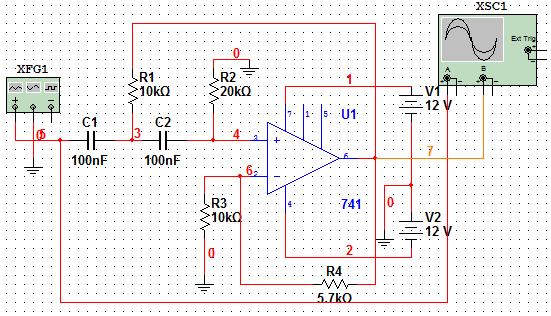 XSC1
Ext Trig
A
B
XFG1
0
R1
10kΩ
R2
20kΩ
1
V1
12 V
U1
C1
100nF
3
C2
100nF
4
7
1
5
3
2
6
4
741
7
6
R3
10kΩ
0
0
V2
12 V
2
R4
5.7kΩ